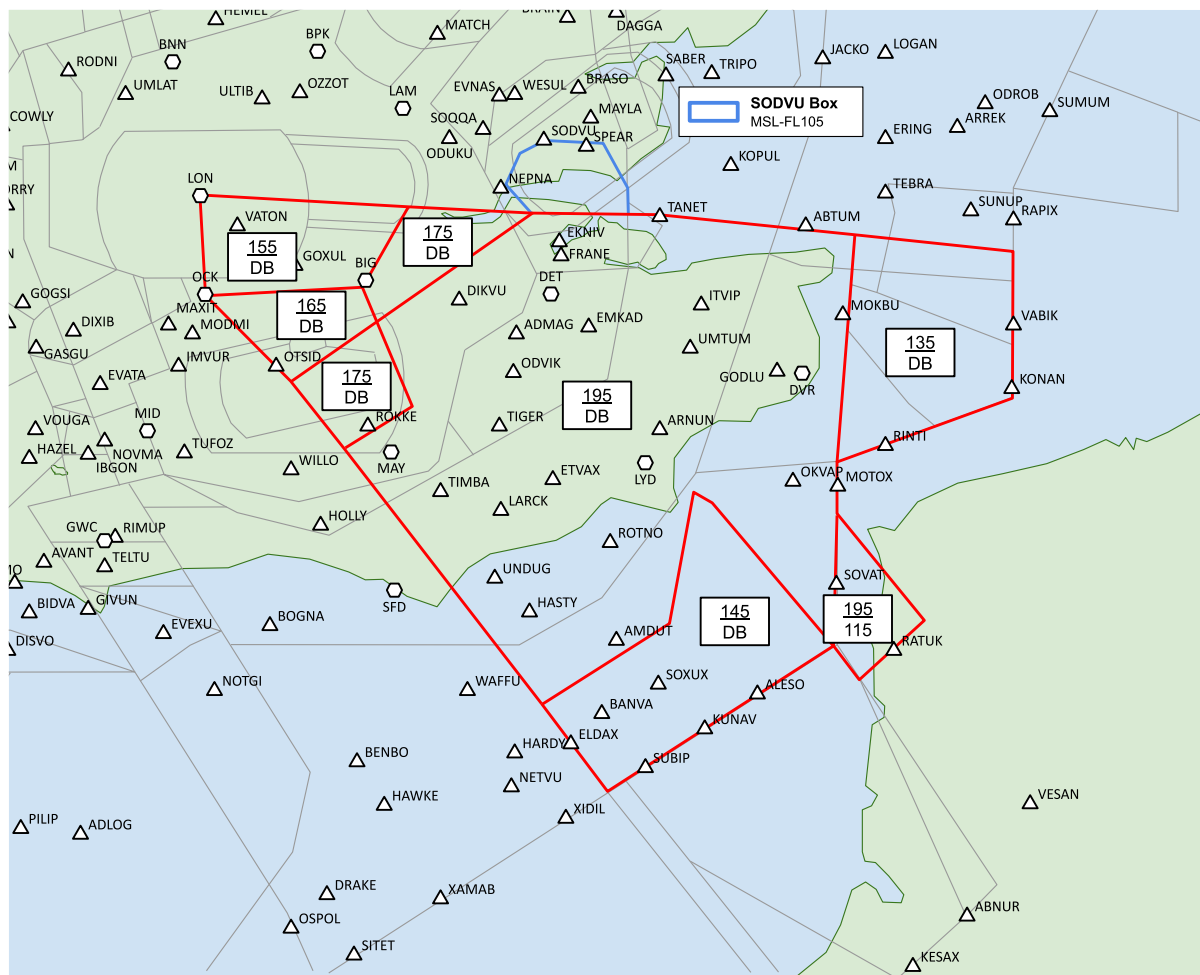 HEMEL
MATCH
DRAIN
DAGGA
BNN
BPK
JACKO
LOGAN
RODNI
SABER
TRIPO
UMLAT
ULTIB
OZZOT
LAM
EVNAS
WESUL
BRASO
SODVU Box
MSL-FL105
ODROB
SUMUM
COWLY
SOQQA
MAYLA
ARREK
ERING
ODUKU
SODVU
SPEAR
KOPUL
M
LON
NEPNA
TEBRA
ORRY
VATON
TANET
ABTUM
SUNUP
RAPIX
N
155
DB
GOXUL
175
DB
EKNIV
FRANE
BIG
OCK
DET
GOGSI
MAXIT
MODMI
165
DB
DIKVU
ITVIP
MOKBU
VABIK
DIXIB
ADMAG
EMKAD
135
DB
GASGU
IMVUR
OTSID
UMTUM
EVATA
175
DB
ODVIK
195
DB
GODLU
DVR
KONAN
VOUGA
MID
ROKKE
TIGER
ARNUN
HAZEL
NOVMA
IBGON
TUFOZ
WILLO
MAY
RINTI
TIMBA
ETVAX
LYD
OKVAP
MOTOX
LARCK
GWC
RIMUP
HOLLY
ROTNO
AVANT
TELTU
MO
UNDUG
SOVAT
BIDVA
GIVUN
SFD
HASTY
BOGNA
EVEXU
145
DB
195
115
DISVO
AMDUT
RATUK
NOTGI
WAFFU
SOXUX
ALESO
BANVA
KUNAV
BENBO
HARDY
ELDAX
SUBIP
NETVU
HAWKE
XIDIL
VESAN
PILIP
ADLOG
DRAKE
XAMAB
OSPOL
ABNUR
SITET
KESAX